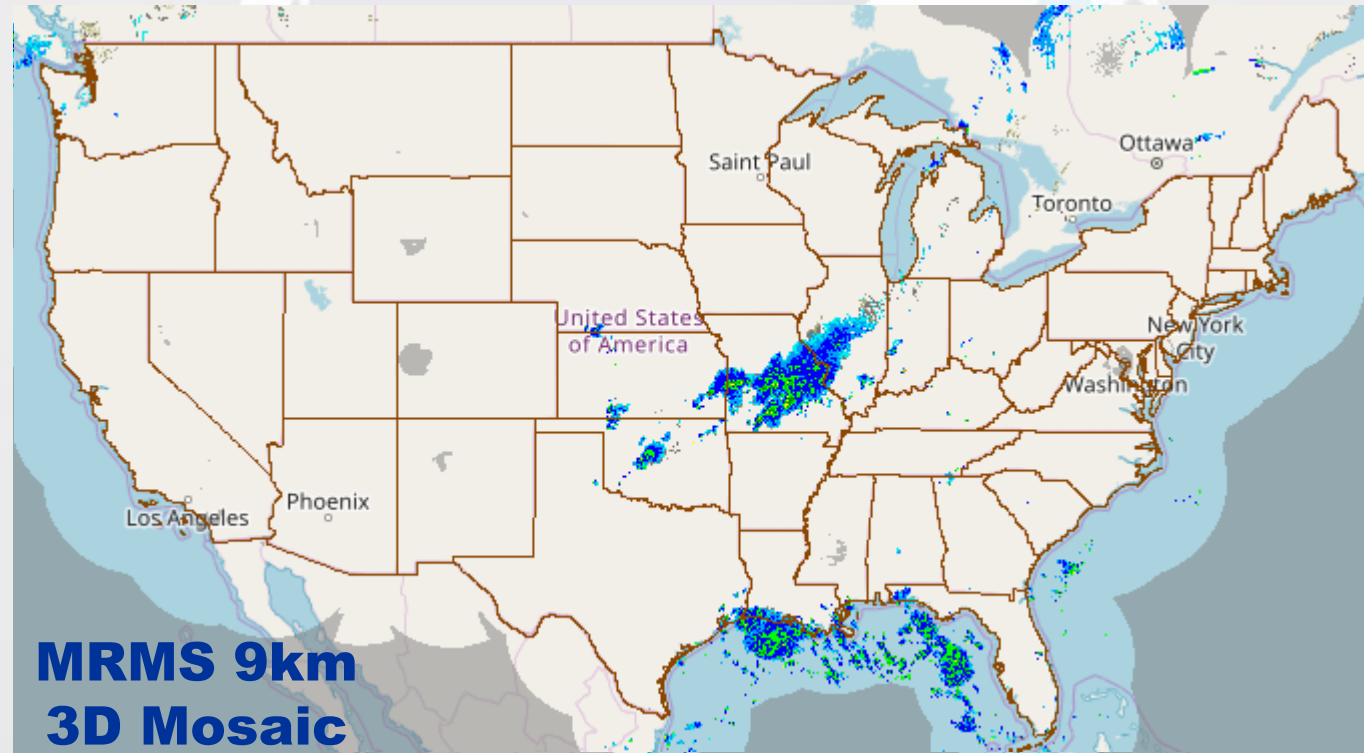 Ottawa
Saint Paul
Toronto
United States
of America
New York
City
Washington
Phoenix
Los Angeles
MRMS 9km
3D Mosaic